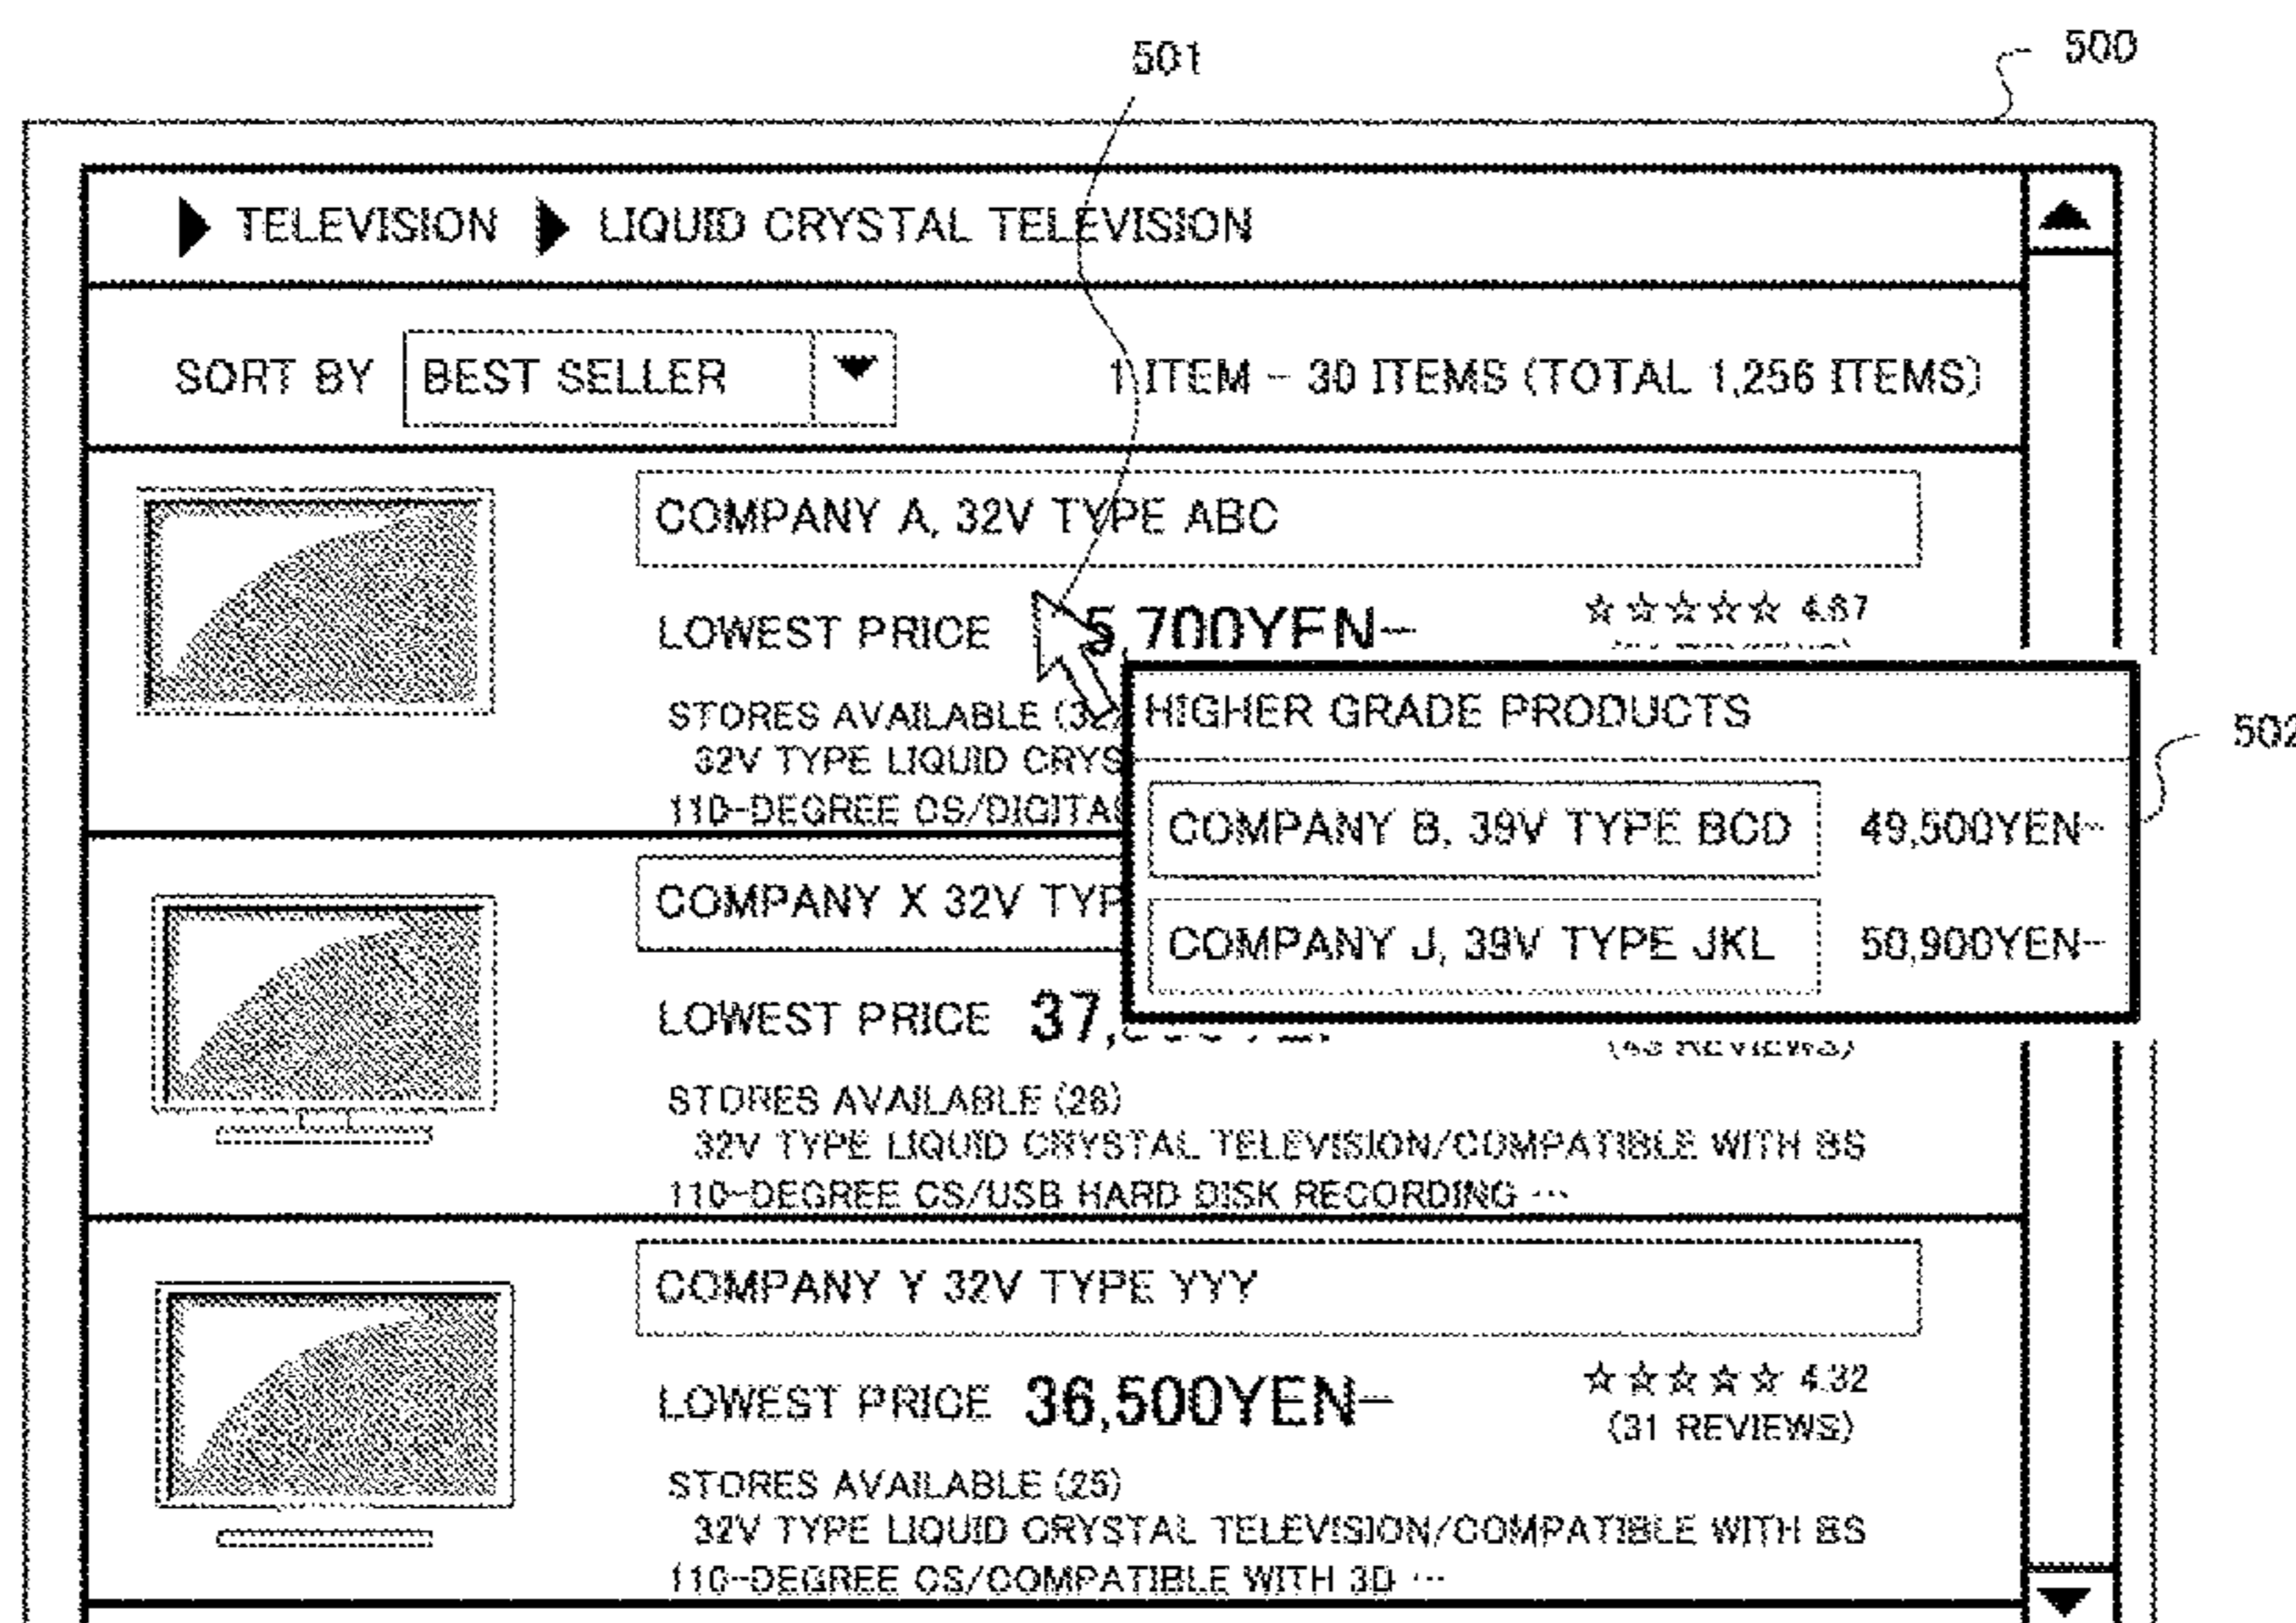 501
500
TELEVISION LIQUID CRYSTAL TELEVISION
SORT BY BEST SELLER 1 ITEM - 30 ITEMS (TOTAL 1,256 ITEMS)
COMPANY A, 32V TYPE ABC
LOWEST PRICE 5,700YEN-
☆☆☆☆☆ 4.67
STORES AVAILABLE
32V TYPE LIQUID CRYS
110-DEGREE CS/DIGITA
HIGHER GRADE PRODUCTS
502
COMPANY B, 39V TYPE BCD 49,500YEN-
COMPANY J, 39V TYPE JKL 50,900YEN-
COMPANY X 32V TYP
LOWEST PRICE 37,
(43 REVIEWS)
STORES AVAILABLE (26)
32V TYPE LIQUID CRYSTAL TELEVISION/COMPATIBLE WITH BS
110-DEGREE CS/USB HARD DISK RECORDING ...
COMPANY Y 32V TYPE YYY
LOWEST PRICE 36,500YEN-
☆☆☆☆☆ 4.32
(31 REVIEWS)
STORES AVAILABLE (25)
32V TYPE LIQUID CRYSTAL TELEVISION/COMPATIBLE WITH BS
110-DEGREE CS/COMPATIBLE WITH 3D ...